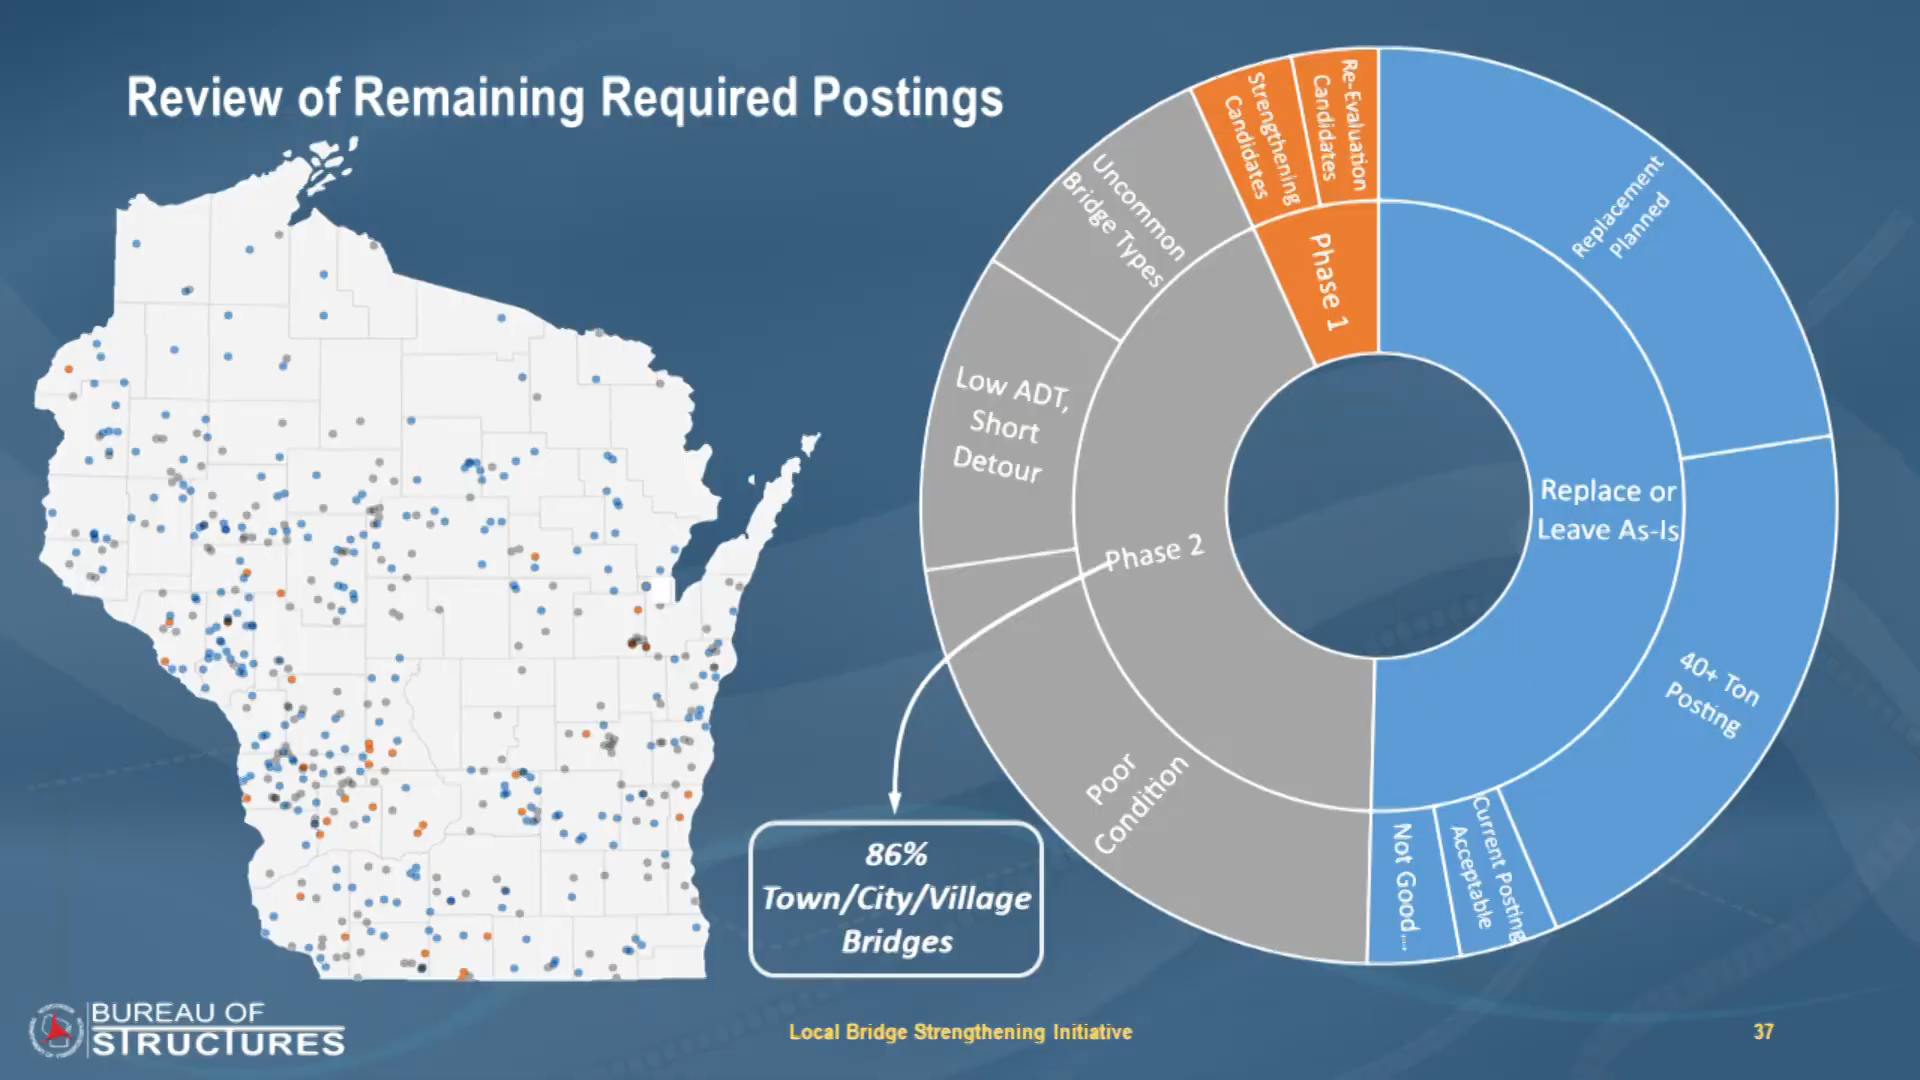 Review of Remaining Required Postings
Re-Evaluation
Candidates
Strengthening
Candidates
Uncommon
Bridge Types
Replacement
Planned
Phase 1
Low ADT,
Short
Detour
Replace or
Leave As-Is
Phase 2
40+ Ton
Posting
Poor
Condition
Not Good...
Current Posting
Acceptable
86%
Town/City/Village
Bridges
BUREAU OF
STRUCTURES
Local Bridge Strengthening Initiative
37